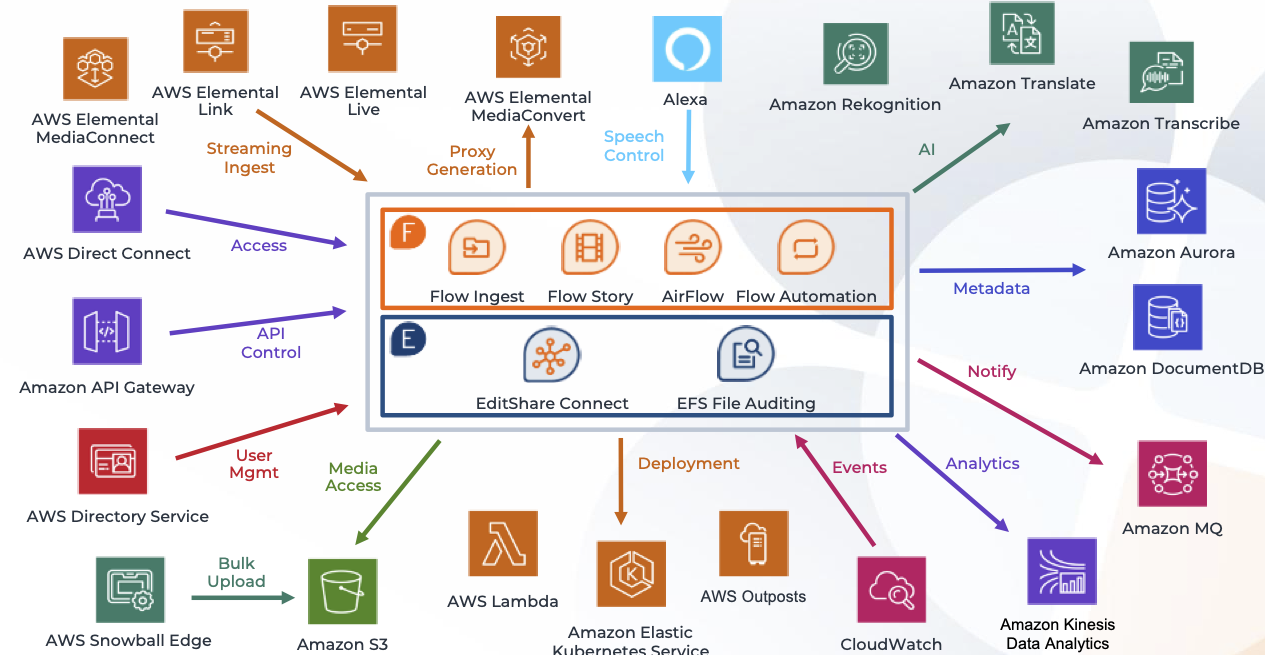 AWS Elemental
MediaConnect
AWS Elemental
Link
AWS Elemental
Live
AWS Elemental
MediaConvert
Alexa
Amazon Rekognition
A
文
Amazon Translate
Amazon Transcribe
Streaming
Ingest
Proxy
Generation
Speech
Control
AI
AWS Direct Connect
Access
Amazon API Gateway
API
Control
AWS Directory Service
User
Mgmt
F
Flow Ingest
Flow Story
AirFlow
Flow Automation
E
EditShare Connect
EFS File Auditing
Metadata
Amazon Aurora
Amazon DocumentDB
Notify
Amazon MQ
Media
Access
Deployment
Events
Analytics
AWS Snowball Edge
Bulk
Upload
Amazon S3
AWS Lambda
K
Amazon Elastic
Kubernetes Service
AWS Outposts
CloudWatch
Amazon Kinesis
Data Analytics